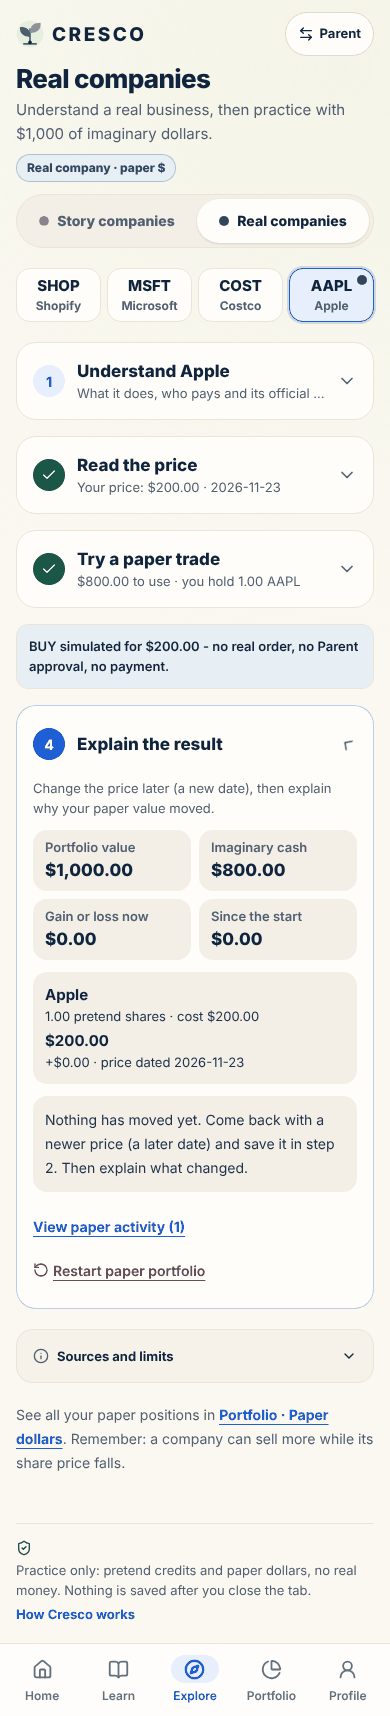 CRESCO
Parent
Real companies
Understand a real business, then practice with
$1,000 of imaginary dollars.
Real company · paper $
Story companies
Real companies
SHOP
Shopify
MSFT
Microsoft
COST
Costco
AAPL
Apple
1
Understand Apple
What it does, who pays and its official ...
Read the price
Your price: $200.00 · 2026-11-23
Try a paper trade
$800.00 to use · you hold 1.00 AAPL
BUY simulated for $200.00 - no real order, no Parent
approval, no payment.
4
Explain the result
Change the price later (a new date), then explain
why your paper value moved.
Portfolio value
$1,000.00
Imaginary cash
$800.00
Gain or loss now
$0.00
Since the start
$0.00
Apple
1.00 pretend shares · cost $200.00
$200.00
+$0.00 · price dated 2026-11-23
Nothing has moved yet. Come back with a
newer price (a later date) and save it in step
2. Then explain what changed.
View paper activity (1)
Restart paper portfolio
Sources and limits
See all your paper positions in Portfolio · Paper
dollars. Remember: a company can sell more while its
share price falls.
Practice only: pretend credits and paper dollars, no real
money. Nothing is saved after you close the tab.
How Cresco works
Home
Learn
Explore
Portfolio
Profile